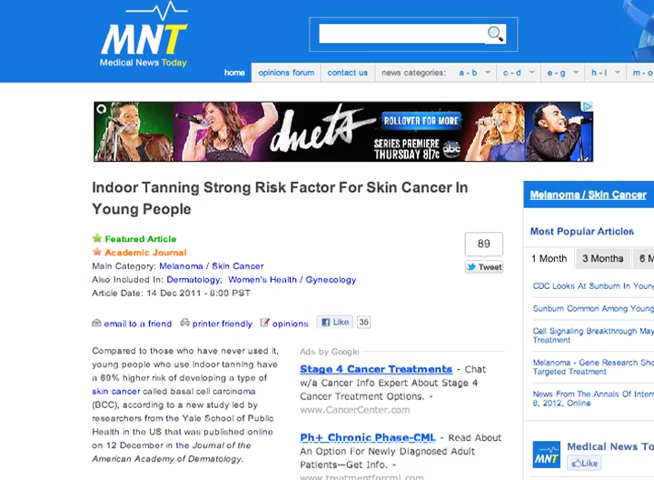 MNT
Medical News Today
home opinions forum contact us news categories: a - b c - d e - g h - l m - o
duets ROLLOVER FOR MORE
SERIES PREMIERE
THURSDAY 8/7c abc
Indoor Tanning Strong Risk Factor For Skin Cancer In
Young People
Featured Article
Academic Journal
Main Category: Melanoma / Skin Cancer
Also Included In: Dermatology; Women's Health / Gynecology
Article Date: 14 Dec 2011 - 6:00 PST
89
Tweet
email to a friend printer friendly opinions Like 36
Compared to those who have never used it,
young people who use indoor tanning have
a 69% higher risk of developing a type of
skin cancer called basal cell carcinoma
(BCC), according to a new study led by
researchers from the Yale School of Public
Health in the US that was published online
on 12 December in the Journal of the
American Academy of Dermatology.
Ads by Google
Stage 4 Cancer Treatments - Chat
w/a Cancer Info Expert About Stage 4
Cancer Treatment Options. -
www.CancerCenter.com
Ph+ Chronic Phase-CML - Read About
An Option For Newly Diagnosed Adult
Patients—Get Info. -
www.treatmentforcml.com
Melanoma / Skin Cancer
Most Popular Articles
1 Month 3 Months 6 M
CDC Looks At Sunburn In Young
Sunburn Common Among Young
Cell Signaling Breakthrough May
Treatment
Melanoma - Gene Research Sho
Targeted Treatment
News From The Annals Of Intern
8, 2012, Online
MNT
Medical News To
Like